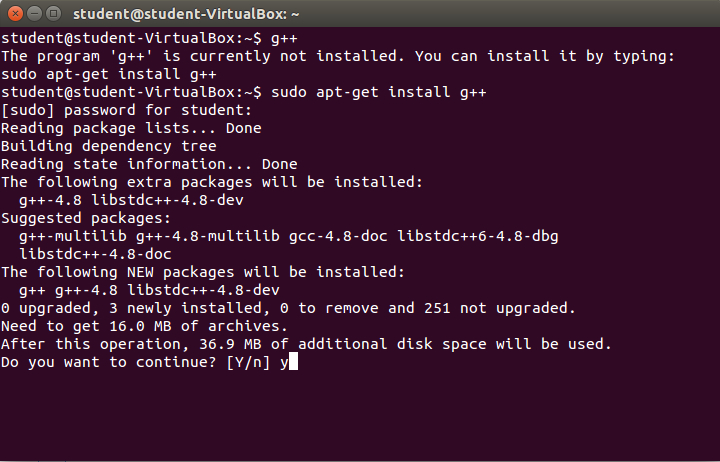 student@student-VirtualBox: ~
student@student-VirtualBox:~$ g++
The program 'g++' is currently not installed. You can install it by typing:
sudo apt-get install g++
student@student-VirtualBox:~$ sudo apt-get install g++
[sudo] password for student:
Reading package lists... Done
Building dependency tree
Reading state information... Done
The following extra packages will be installed:
  g++-4.8 libstdc++-4.8-dev
Suggested packages:
  g++-multilib g++-4.8-multilib gcc-4.8-doc libstdc++6-4.8-dbg
  libstdc++-4.8-doc
The following NEW packages will be installed:
  g++ g++-4.8 libstdc++-4.8-dev
0 upgraded, 3 newly installed, 0 to remove and 251 not upgraded.
Need to get 16.0 MB of archives.
After this operation, 36.9 MB of additional disk space will be used.
Do you want to continue? [Y/n] y